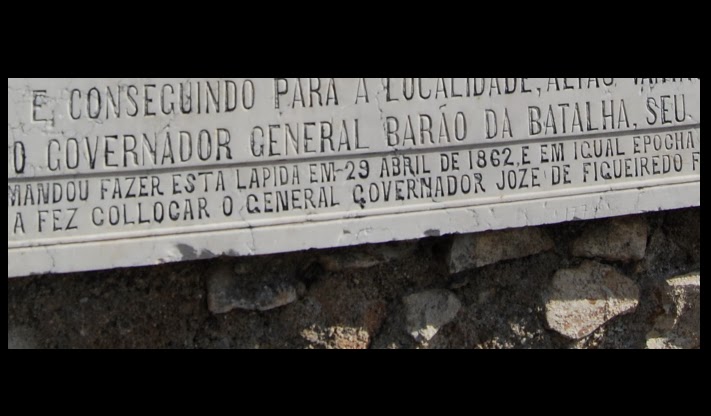 E, CONSEGUINDO PARA A LOCALIDADE, ALTAS
O GOVERNADOR GENERAL BARÃO DA BATALHA, SEU
MANDOU FAZER ESTA LAPIDA EM 29 ABRIL DE 1862, E EM IGUAL EPOCHA
A FEZ COLLOCAR O GENERAL GOVERNADOR JOZE DE FIGUEIREDO F